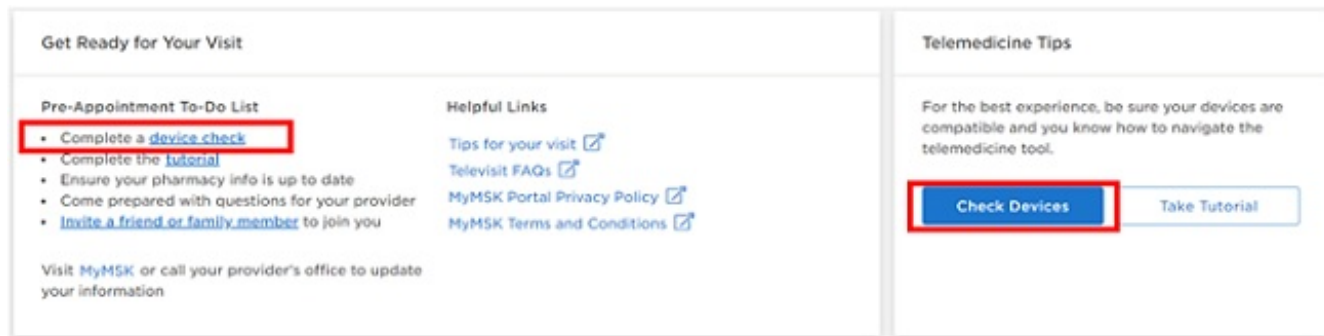 Get Ready for Your Visit
Pre-Appointment To-Do List
• Complete a device check
• Complete the tutorial
• Ensure your pharmacy info is up to date
• Come prepared with questions for your provider
• Invite a friend or family member to join you
Visit MyMSK or call your provider's office to update
your information
Helpful Links
Tips for your visit
Televisit FAQs
MyMSK Portal Privacy Policy
MyMSK Terms and Conditions
Telemedicine Tips
For the best experience, be sure your devices are
compatible and you know how to navigate the
telemedicine tool.
Check Devices
Take Tutorial